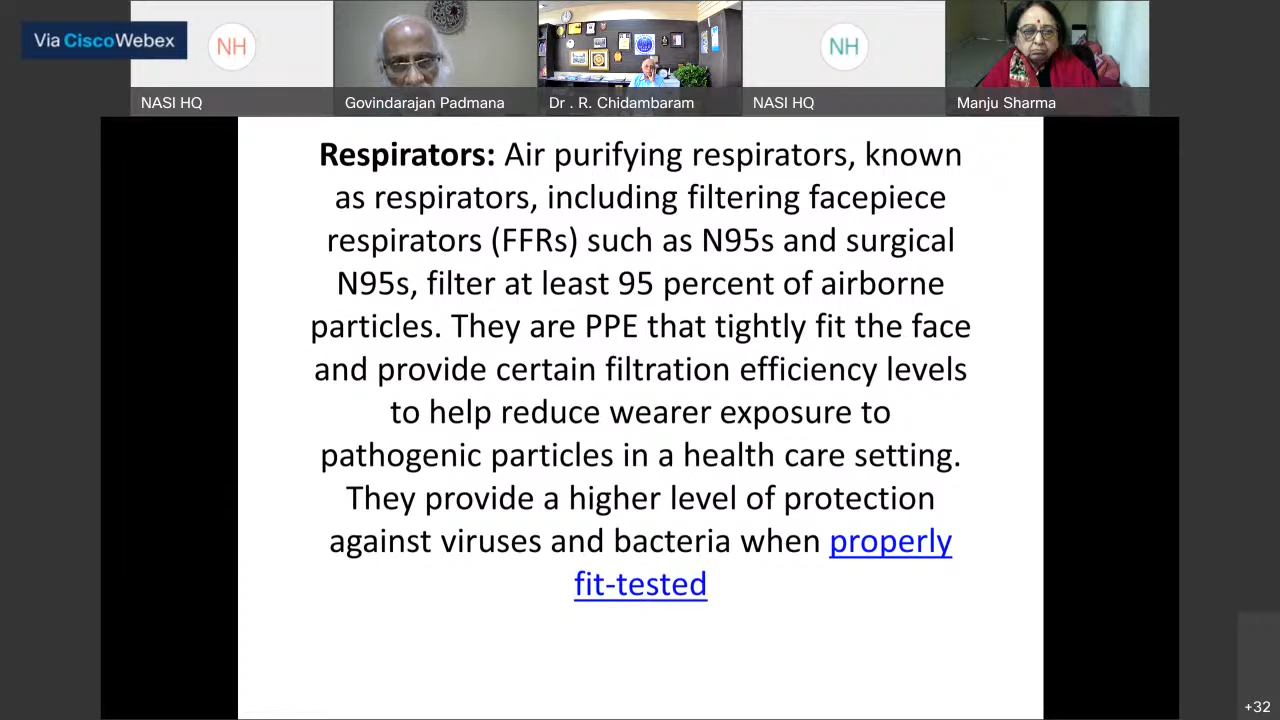 Via CiscoWebex
NH
NH
NASI HQ
Govindarajan Padmana
Dr . R. Chidambaram
NASI HQ
Manju Sharma
Respirators: Air purifying respirators, known
as respirators, including filtering facepiece
respirators (FFRs) such as N95s and surgical
N95s, filter at least 95 percent of airborne
particles. They are PPE that tightly fit the face
and provide certain filtration efficiency levels
to help reduce wearer exposure to
pathogenic particles in a health care setting.
They provide a higher level of protection
against viruses and bacteria when properly
fit-tested
+32